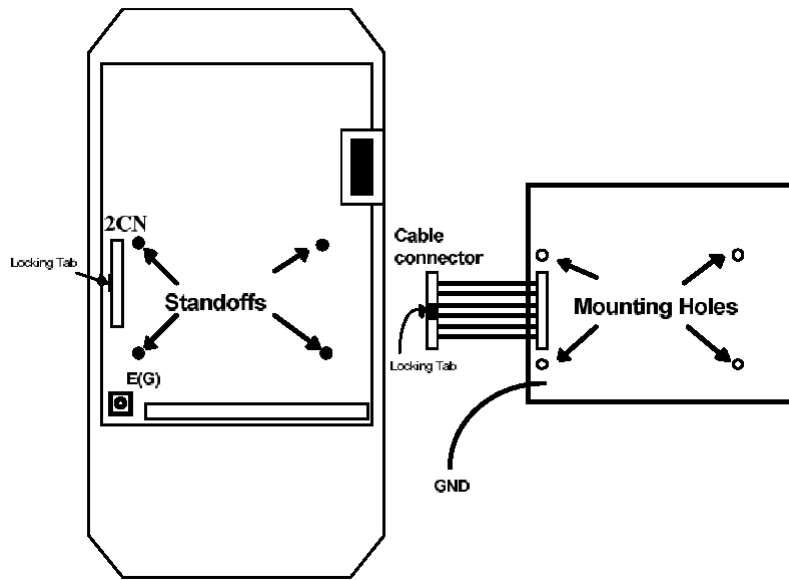 2CN
Locking Tab
Standoffs
E(G)
Cable
connector
Locking Tab
GND
Mounting Holes